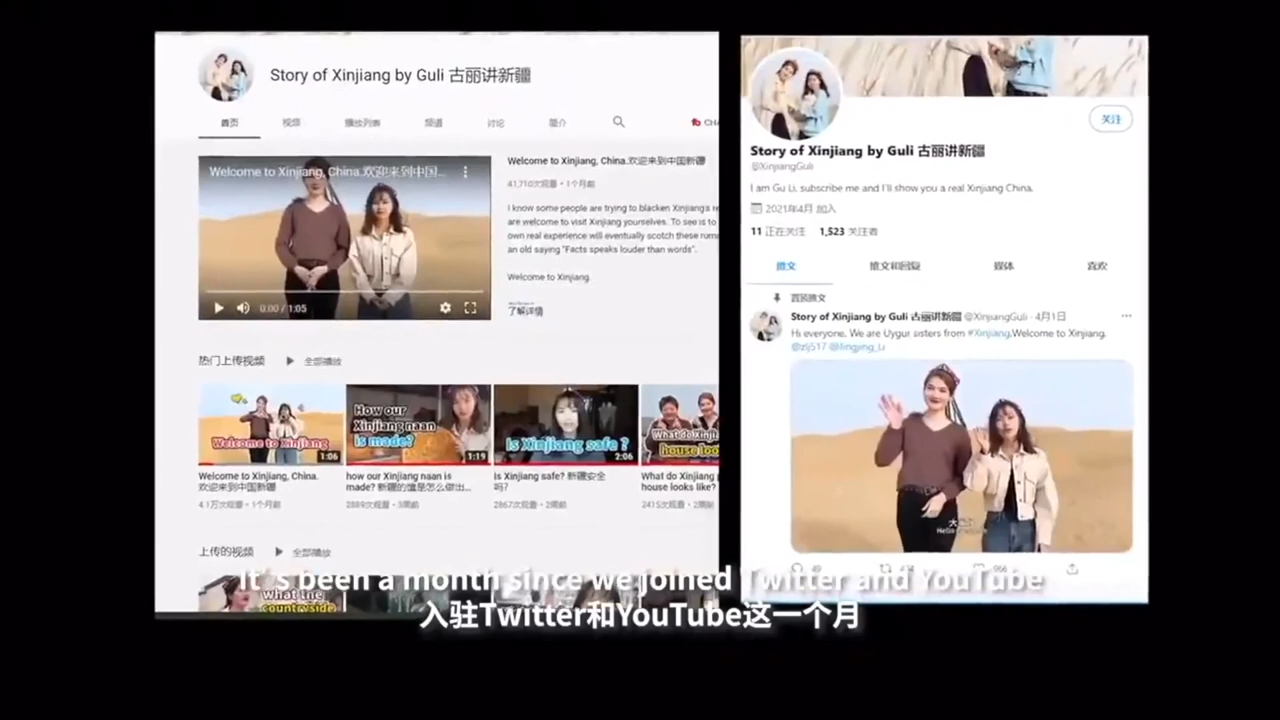 Story of Xinjiang by Guli 古丽讲新疆
首页
视频
播放列表
频道
讨论
简介
Welcome to Xinjiang, China.欢迎来到中国...
0:00 / 1:05
Welcome to Xinjiang, China.欢迎来到中国新疆
41,710次观看 • 1个月前
I know some people are trying to blacken Xinjiang's
are welcome to visit Xinjiang yourselves. To see is to
own real experience will eventually scotch these
an old saying "Facts speaks louder than words".
Welcome to Xinjiang.
了解详情
热门上传视频
全部播放
Welcome to Xinjiang
1:06
Welcome to Xinjiang, China.
欢迎来到中国新疆
4.1万次观看 • 1个月前
How our
Xinjiang naan
is made?
1:19
how our Xinjiang naan is
made? 新疆的馕是怎么做出...
2889次观看 • 3周前
Is Xinjiang safe ?
2:06
Is Xinjiang safe? 新疆安全
吗?
2867次观看 • 2周前
What do
house
What do Xinjiang
house looks like?
2415次观看 • 2周前
上传的视频
全部播放
what the
countryside
关注
Story of Xinjiang by Guli 古丽讲新疆
@XinjiangGuli
I am Gu Li, subscribe me and I'll show you a real Xinjiang China.
2021年4月 加入
11 正在关注
1,523 关注者
推文
推文和回复
媒体
喜欢
置顶推文
Story of Xinjiang by Guli 古丽讲新疆 @XinjiangGuli · 4月1日
Hi everyone. We are Uygur sisters from #Xinjiang.Welcome to Xinjiang.
@zlj517 @Jingjing_Li
It's been a month since we joined Twitter and YouTube
入驻Twitter和YouTube这一个月